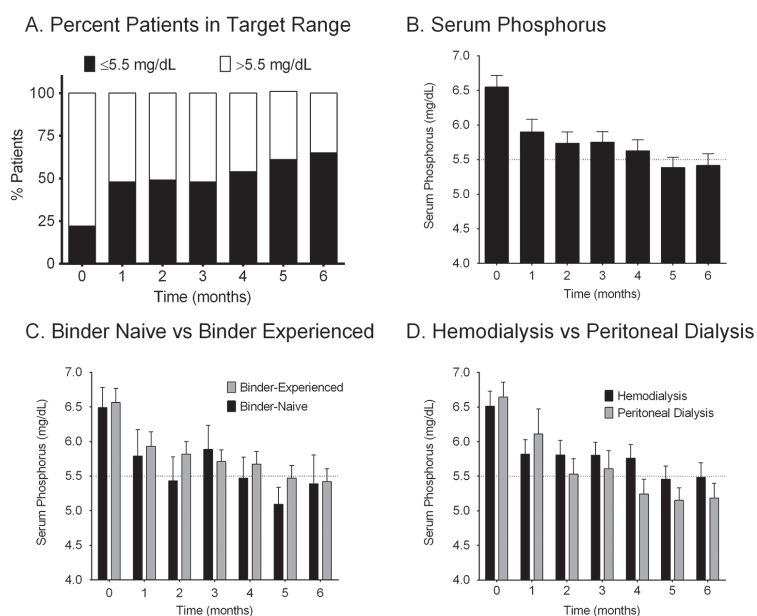 A. Percent Patients in Target Range
≤5.5 mg/dL
>5.5 mg/dL
% Patients
100
75
50
25
0
0 1 2 3 4 5 6
Time (months)
B. Serum Phosphorus
Serum Phosphorus (mg/dL)
7.0
6.5
6.0
5.5
5.0
4.5
4.0
0 1 2 3 4 5 6
Time (months)
C. Binder Naive vs Binder Experienced
Binder-Experienced
Binder-Naive
Serum Phosphorus (mg/dL)
7.0
6.5
6.0
5.5
5.0
4.5
4.0
0 1 2 3 4 5 6
Time (months)
D. Hemodialysis vs Peritoneal Dialysis
Hemodialysis
Peritoneal Dialysis
Serum Phosphorus (mg/dL)
7.0
6.5
6.0
5.5
5.0
4.5
4.0
0 1 2 3 4 5 6
Time (months)